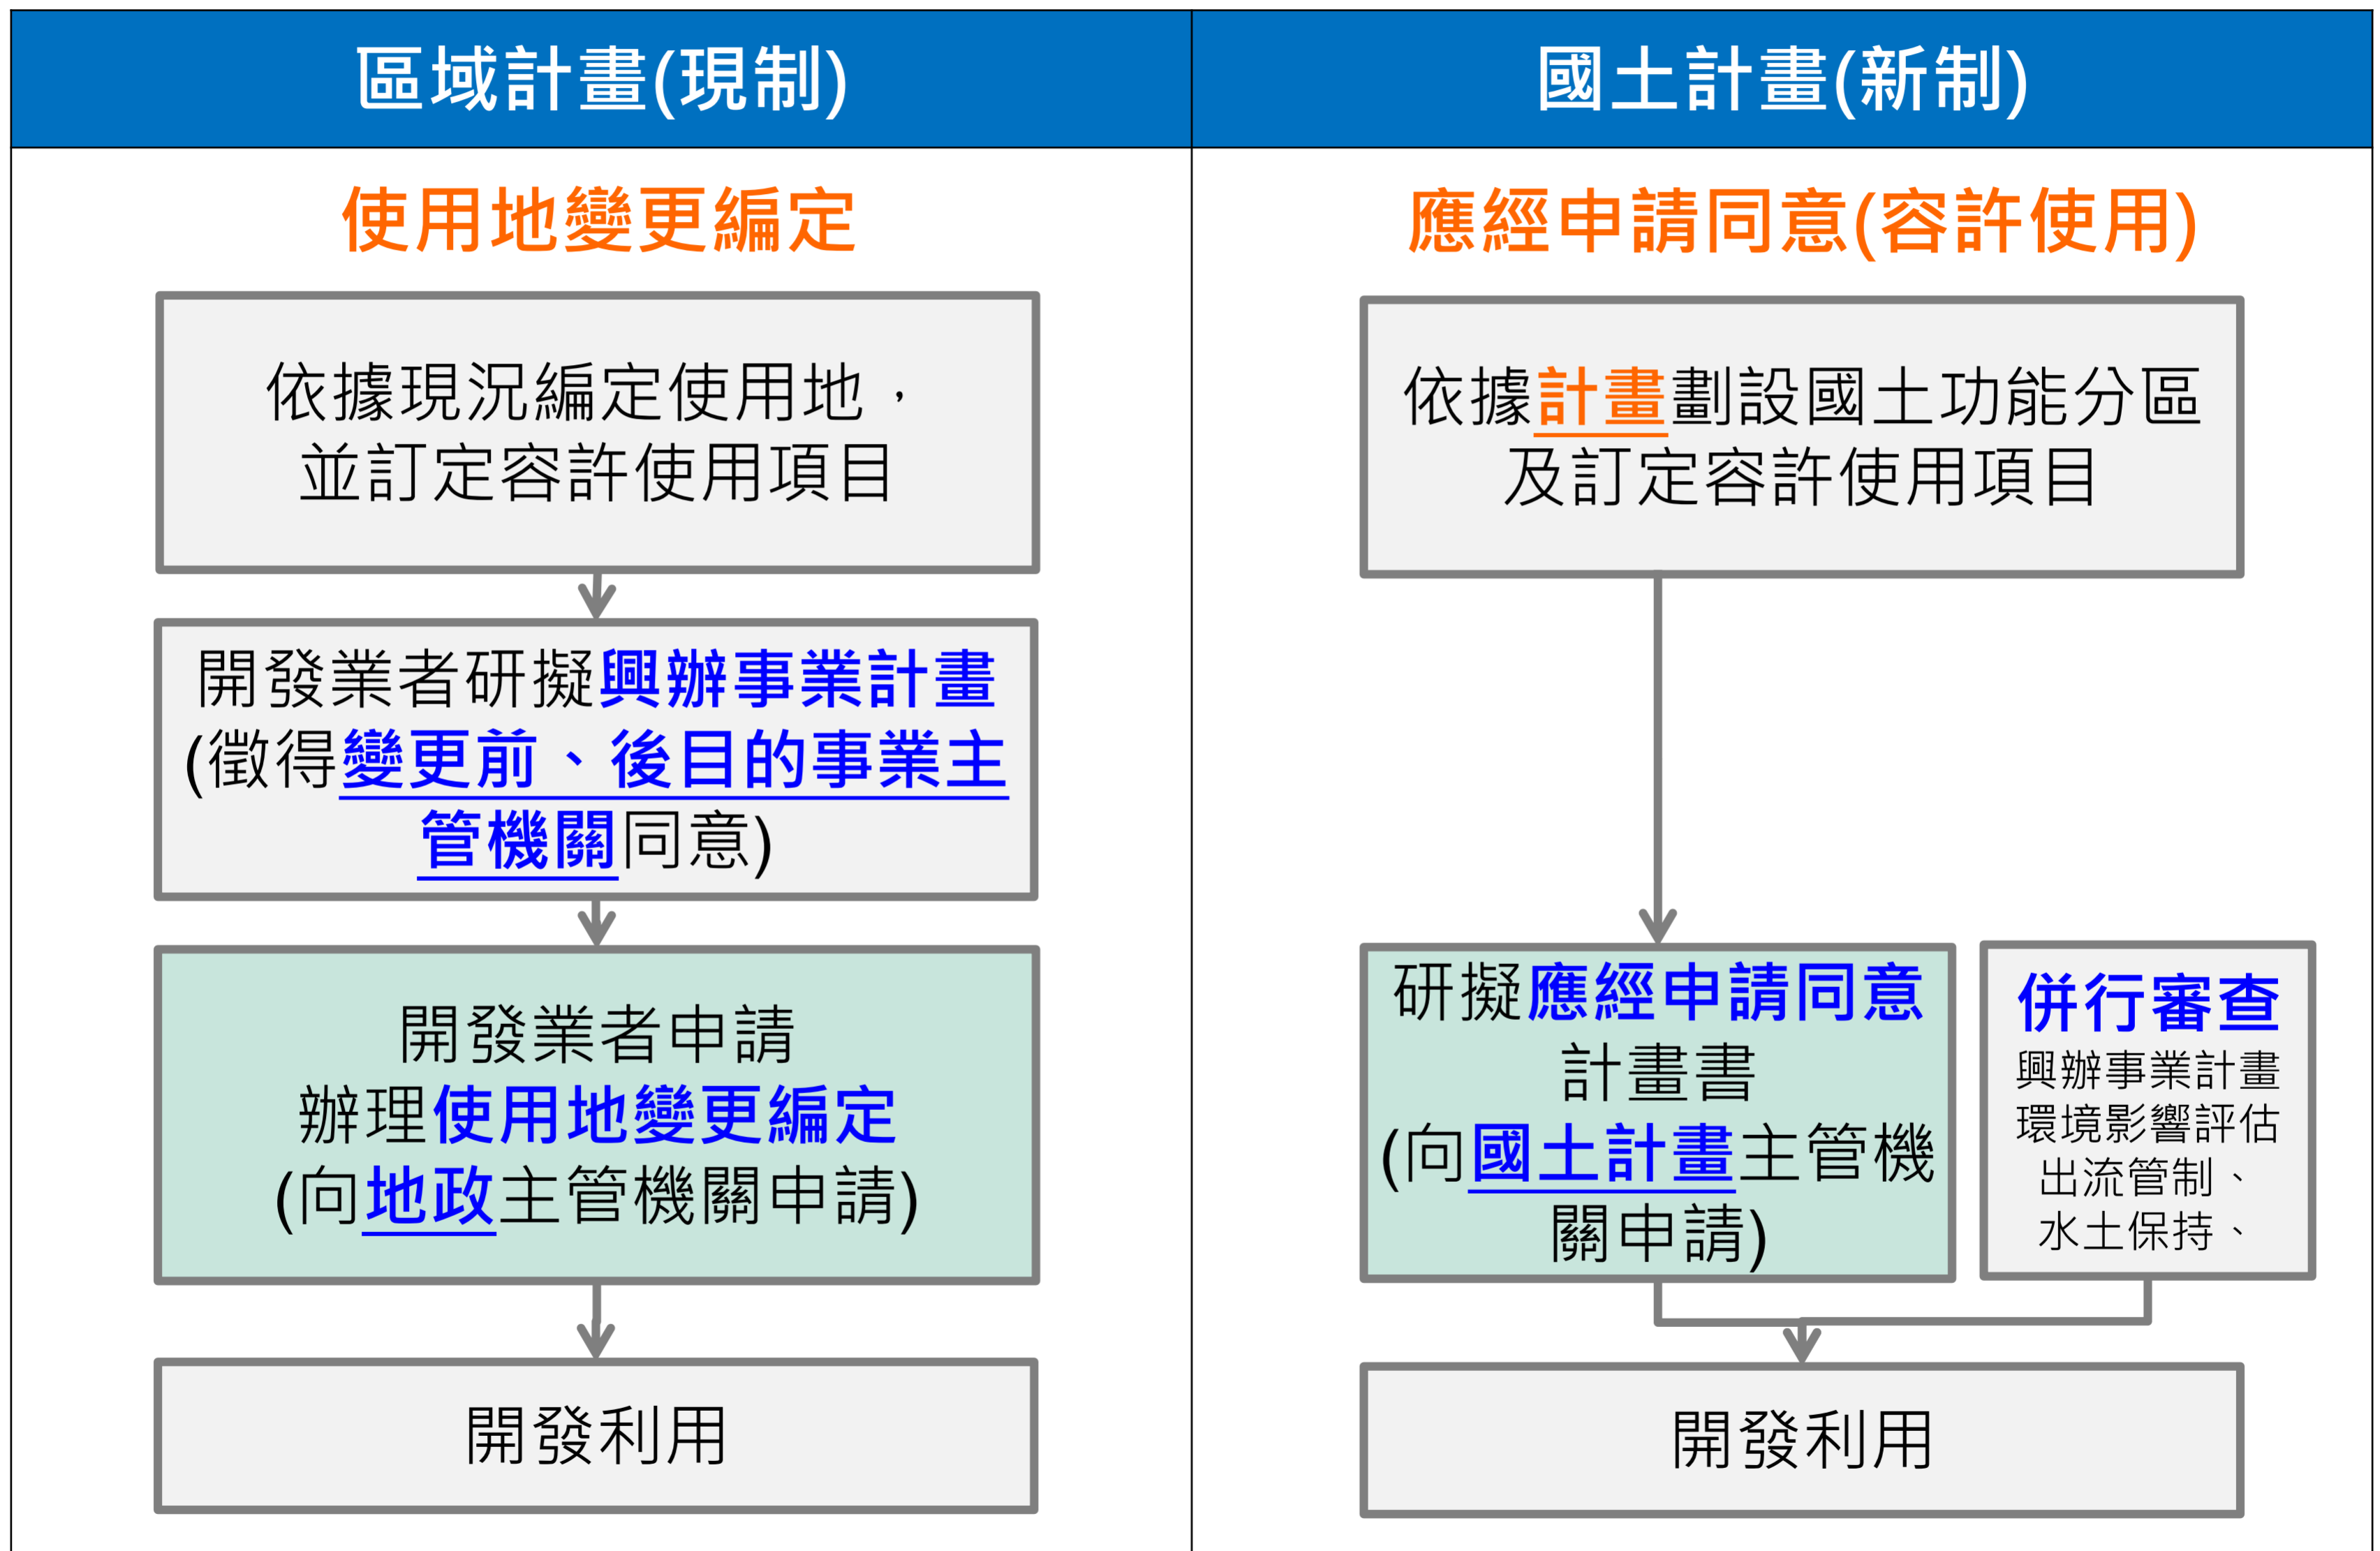 區域計畫(現制)
使用地變更編定
依據現況編定使用地，
並訂定容許使用項目
開發業者研擬興辦事業計畫
(徵得變更前、後目的事業主
管機關同意)
開發業者申請
辦理使用地變更編定
(向地政主管機關申請)
開發利用
國土計畫(新制)
應經申請同意(容許使用)
依據計畫劃設國土功能分區
及訂定容許使用項目
研擬應經申請同意
計畫書
(向國土計畫主管機
關申請)
併行審查
興辦事業計畫
環境影響評估
出流管制、
水土保持、
開發利用